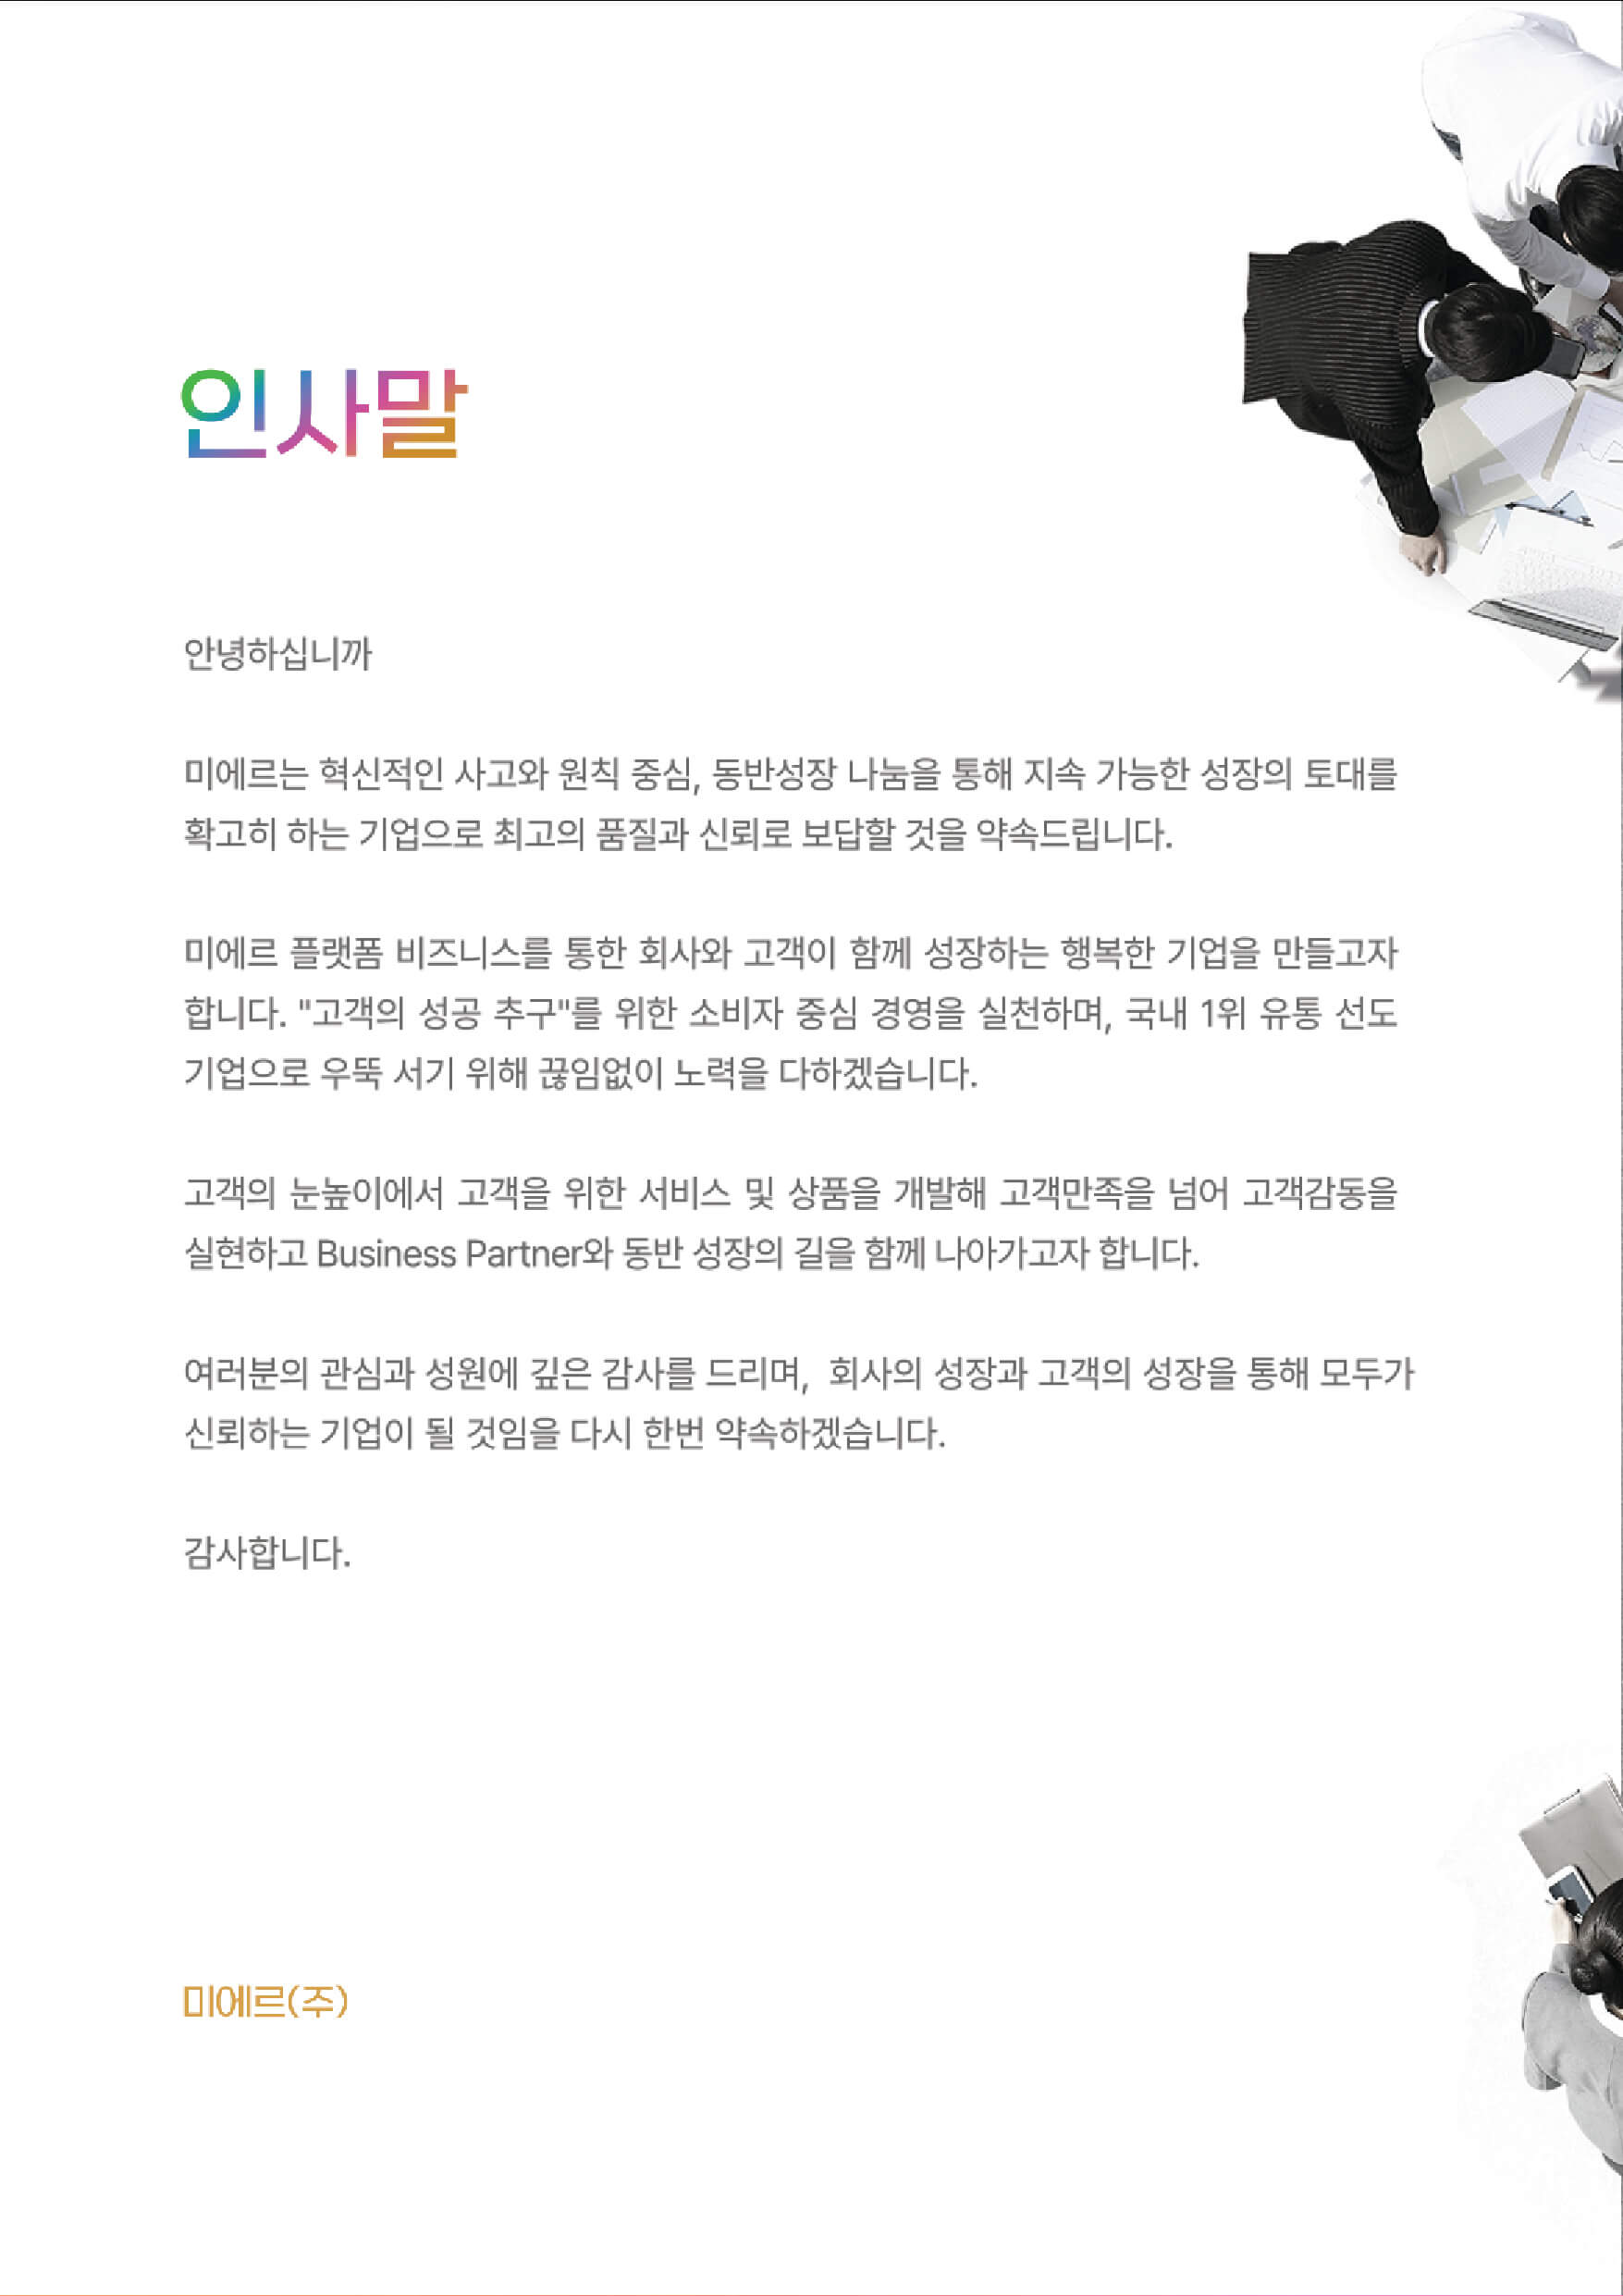 인사말
안녕하십니까
미에르는 혁신적인 사고와 원칙 중심, 동반성장 나눔을 통해 지속 가능한 성장의 토대를
확고히 하는 기업으로 최고의 품질과 신뢰로 보답할 것을 약속드립니다.
미에르 플랫폼 비즈니스를 통한 회사와 고객이 함께 성장하는 행복한 기업을 만들고자
합니다. "고객의 성공 추구"를 위한 소비자 중심 경영을 실천하며, 국내 1위 유통 선도
기업으로 우뚝 서기 위해 끊임없이 노력을 다하겠습니다.
고객의 눈높이에서 고객을 위한 서비스 및 상품을 개발해 고객만족을 넘어 고객감동을
실현하고 Business Partner와 동반 성장의 길을 함께 나아가고자 합니다.
여러분의 관심과 성원에 깊은 감사를 드리며, 회사의 성장과 고객의 성장을 통해 모두가
신뢰하는 기업이 될 것임을 다시 한번 약속하겠습니다.
감사합니다.
미에르(주)